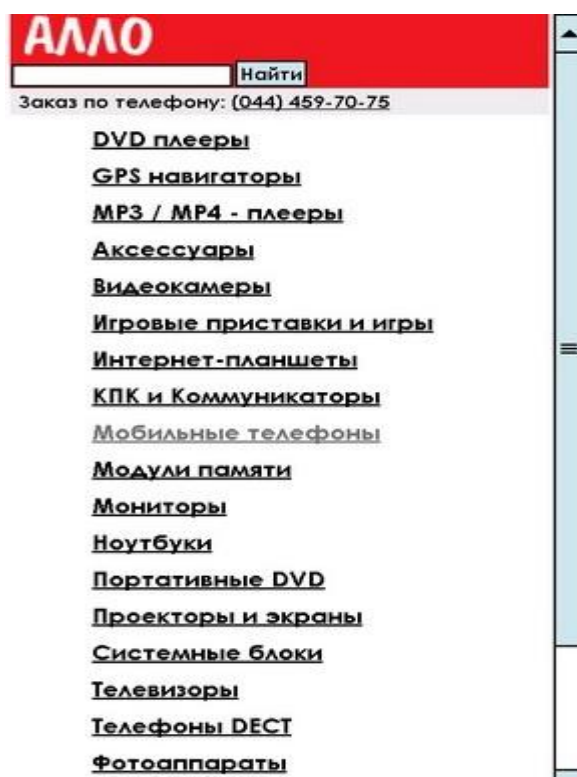 АЛЛО
Найти
Заказ по телефону: (044) 459-70-75
DVD плееры
GPS навигаторы
MP3 / MP4 - плееры
Аксессуары
Видеокамеры
Игровые приставки и игры
Интернет-планшеты
КПК и Коммуникаторы
Мобильные телефоны
Модули памяти
Мониторы
Ноутбуки
Портативные DVD
Проекторы и экраны
Системные блоки
Телевизоры
Телефоны DECT
Фотоаппараты